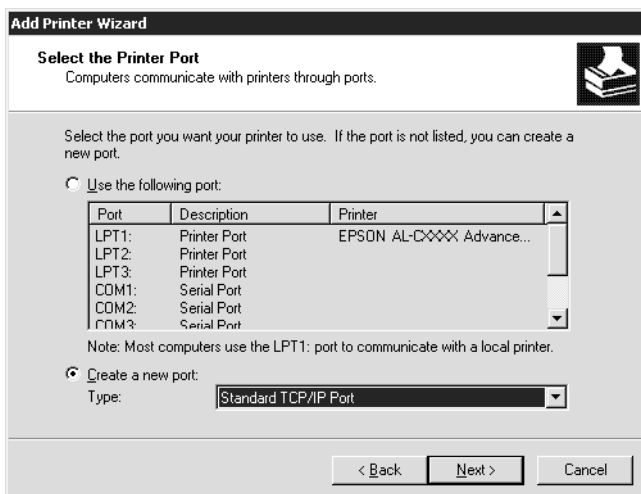 Add Printer Wizard
Select the Printer Port
Computers communicate with printers through ports.
Select the port you want your printer to use. If the port is not listed, you can create a
new port.
Use the following port:
Port Description Printer
LPT1: Printer Port EPSON AL-CXXXX Advance...
LPT2: Printer Port
LPT3: Printer Port
COM1: Serial Port
COM2: Serial Port
COM3: Serial Port
Note: Most computers use the LPT1: port to communicate with a local printer.
Create a new port:
Type: Standard TCP/IP Port
< Back Next > Cancel